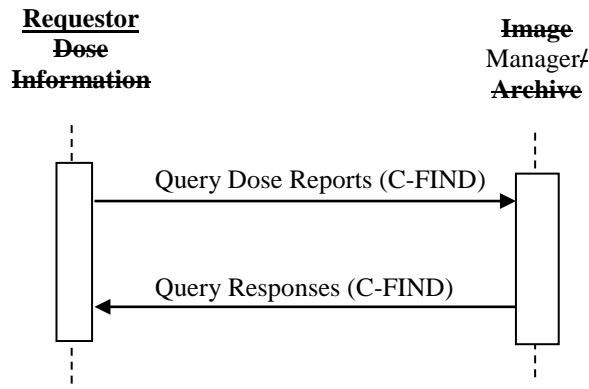 Requestor
Dose
Information
Image
Manager/
Archive
Query Dose Reports (C-FIND)
Query Responses (C-FIND)